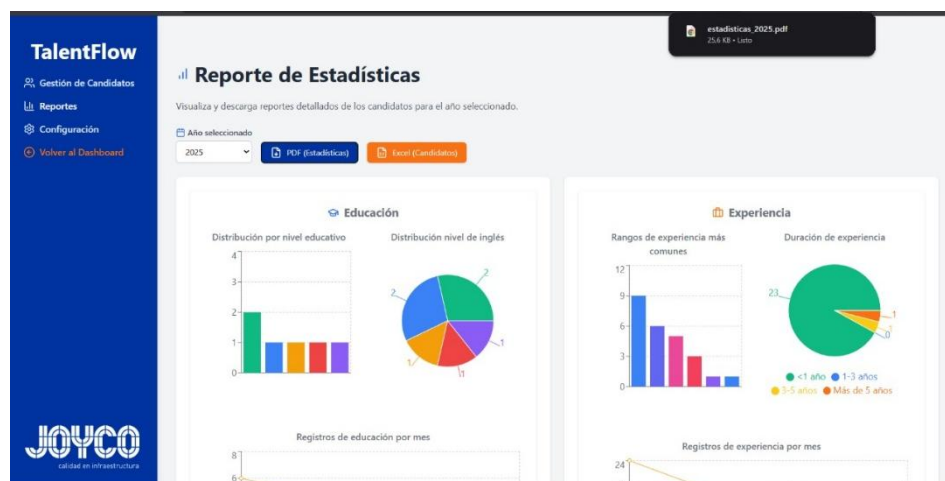 estadisticas_2025.pdf
25,6 KB • Listo
TalentFlow
Gestión de Candidatos
Reportes
Configuración
Volver al Dashboard
Reporte de Estadísticas
Visualiza y descarga reportes detallados de los candidatos para el año seleccionado.
Año seleccionado
2025
PDF (Estadísticas)
Excel (Candidatos)
Educación
Distribución por nivel educativo
4
3
2
1
0
Distribución nivel de inglés
2
2
1
1
1
Registros de educación por mes
8
6
Experiencia
Rangos de experiencia más
comunes
12
9
6
3
0
Duración de experiencia
23
1
1
0
<1 año 1-3 años
3-5 años Más de 5 años
Registros de experiencia por mes
24
JOYCO
calidad en infraestructura